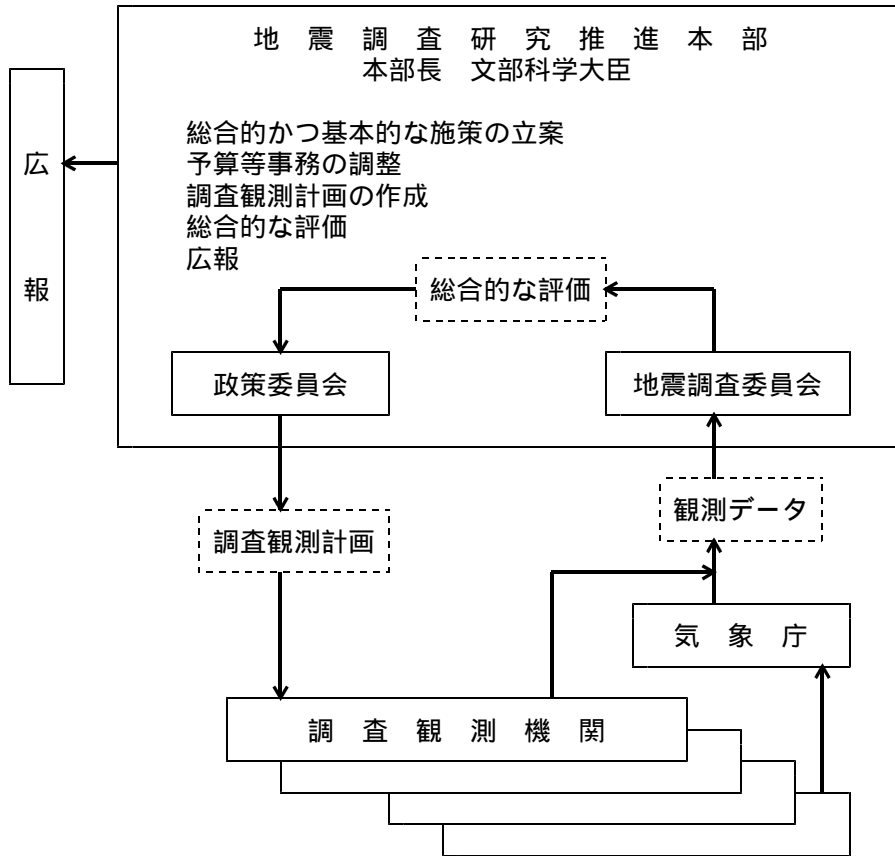 地震調査研究推進本部
本部長　文部科学大臣
総合的かつ基本的な施策の立案
予算等事務の調整
調査観測計画の作成
総合的な評価
広報
広報
総合的な評価
政策委員会
地震調査委員会
観測データ
調査観測計画
気象庁
調査観測機関